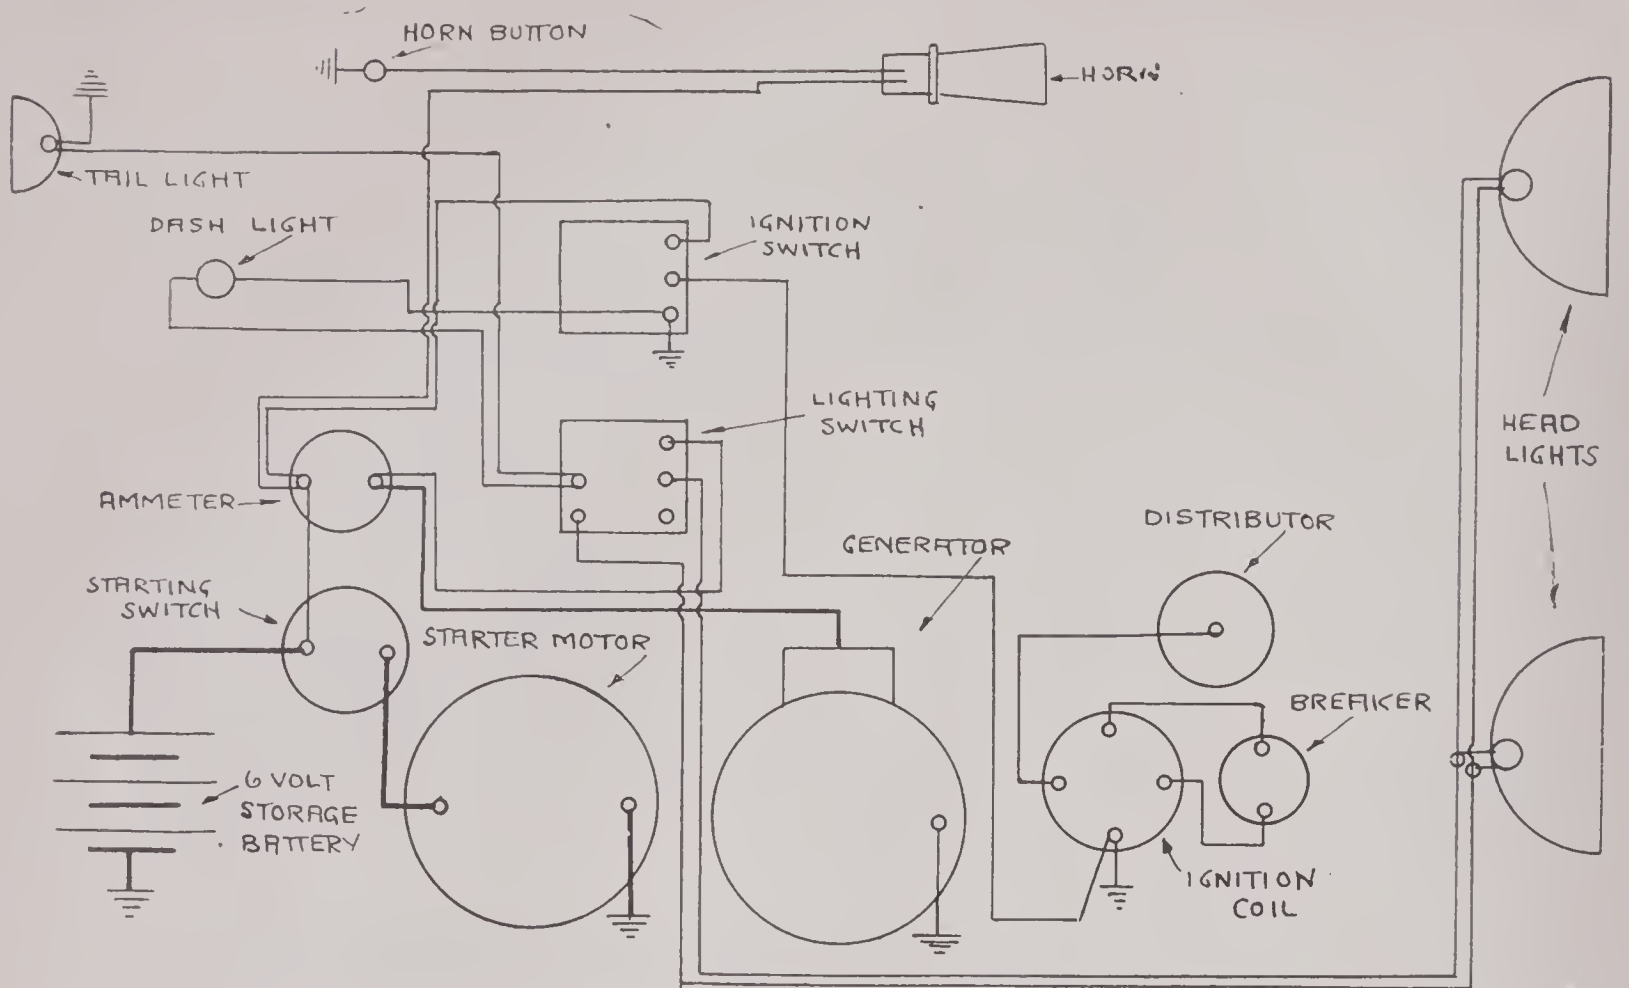 HORN BUTTON
HORN
TAIL LIGHT
DASH LIGHT
IGNITION
SWITCH
LIGHTING
SWITCH
HEAD
LIGHTS
AMMETER
DISTRIBUTOR
GENERATOR
STARTING
SWITCH
STARTER MOTOR
BREAKER
6 VOLT
STORAGE
BATTERY
IGNITION
COIL